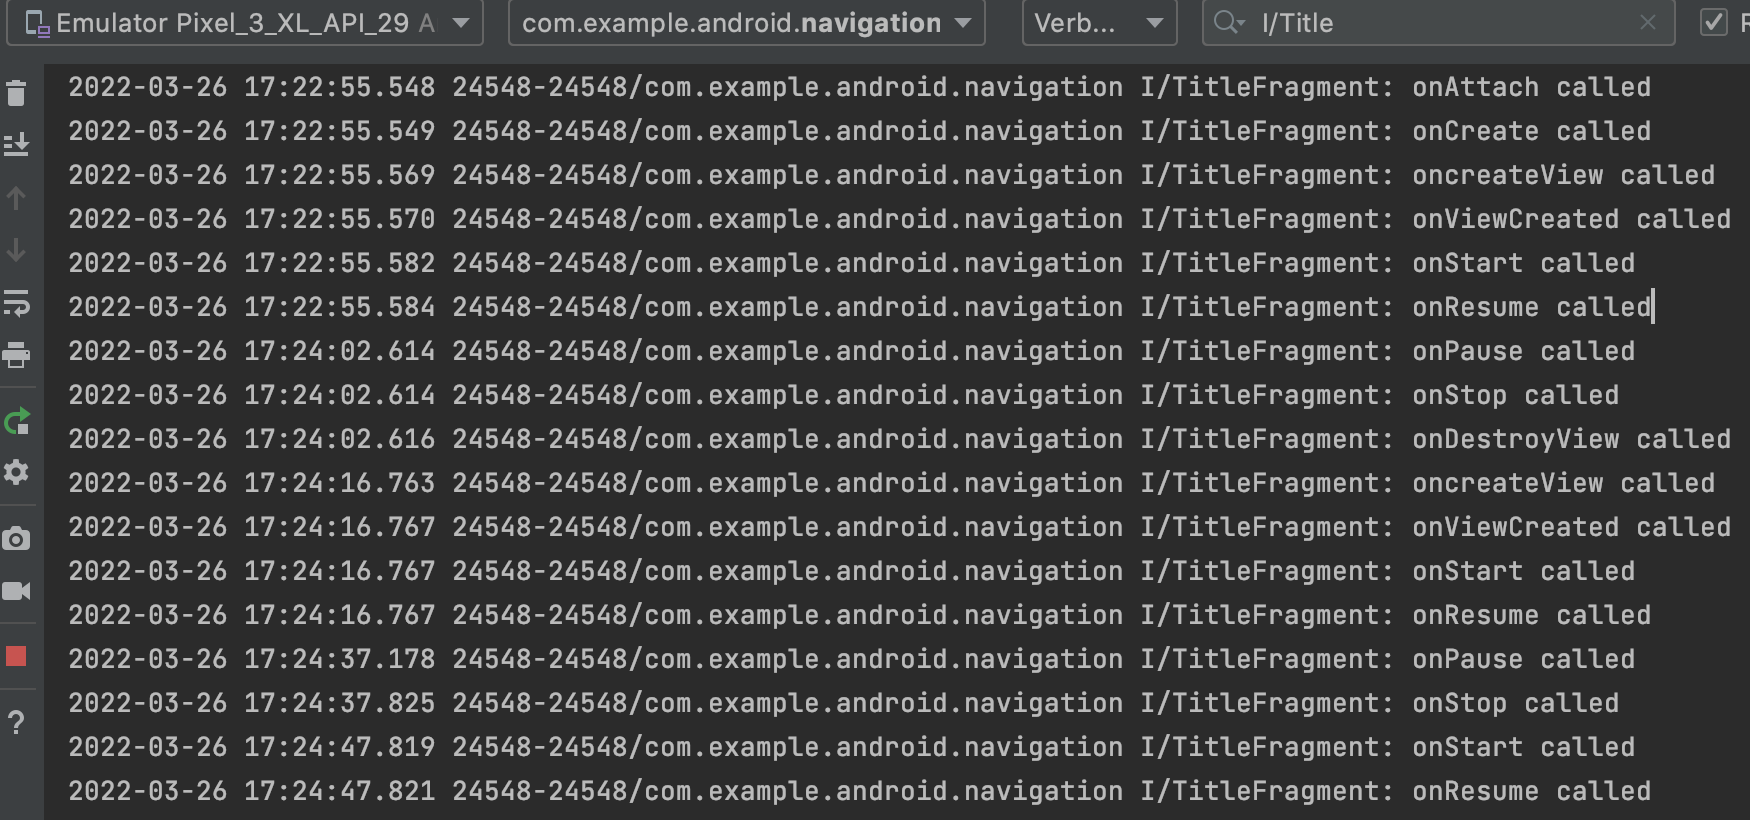 Emulator Pixel_3_XL_API_29 A com.example.android.navigation Verb... I/Title R
2022-03-26 17:22:55.548 24548-24548/com.example.android.navigation I/TitleFragment: onAttach called
2022-03-26 17:22:55.549 24548-24548/com.example.android.navigation I/TitleFragment: onCreate called
2022-03-26 17:22:55.569 24548-24548/com.example.android.navigation I/TitleFragment: oncreateView called
2022-03-26 17:22:55.570 24548-24548/com.example.android.navigation I/TitleFragment: onViewCreated called
2022-03-26 17:22:55.582 24548-24548/com.example.android.navigation I/TitleFragment: onStart called
2022-03-26 17:22:55.584 24548-24548/com.example.android.navigation I/TitleFragment: onResume called
2022-03-26 17:24:02.614 24548-24548/com.example.android.navigation I/TitleFragment: onPause called
2022-03-26 17:24:02.614 24548-24548/com.example.android.navigation I/TitleFragment: onStop called
2022-03-26 17:24:02.616 24548-24548/com.example.android.navigation I/TitleFragment: onDestroyView called
2022-03-26 17:24:16.763 24548-24548/com.example.android.navigation I/TitleFragment: oncreateView called
2022-03-26 17:24:16.767 24548-24548/com.example.android.navigation I/TitleFragment: onViewCreated called
2022-03-26 17:24:16.767 24548-24548/com.example.android.navigation I/TitleFragment: onStart called
2022-03-26 17:24:16.767 24548-24548/com.example.android.navigation I/TitleFragment: onResume called
2022-03-26 17:24:37.178 24548-24548/com.example.android.navigation I/TitleFragment: onPause called
2022-03-26 17:24:37.825 24548-24548/com.example.android.navigation I/TitleFragment: onStop called
2022-03-26 17:24:47.819 24548-24548/com.example.android.navigation I/TitleFragment: onStart called
2022-03-26 17:24:47.821 24548-24548/com.example.android.navigation I/TitleFragment: onResume called